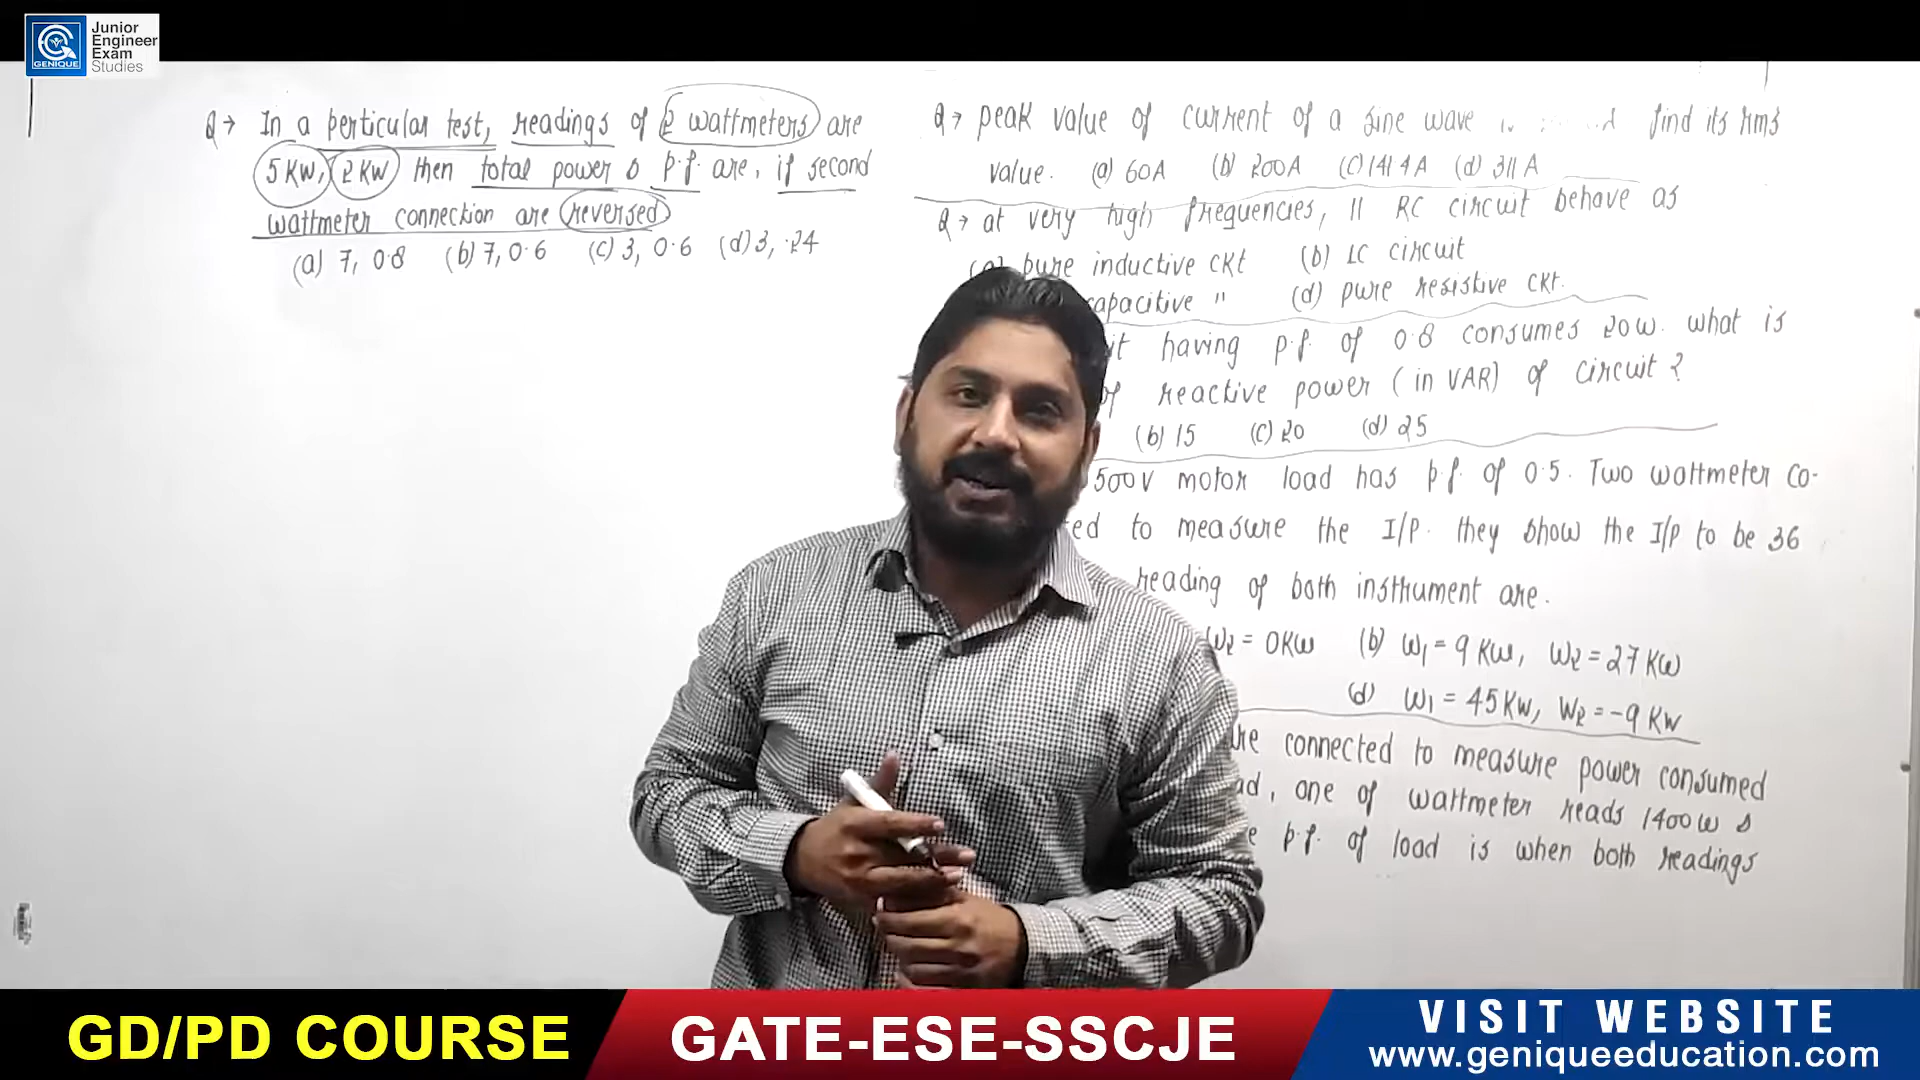 Junior
Engineer
Exam
Studies
GENIQUE
Q→ In a perticular test, readings of 2 wattmeters are
5 KW, 2 KW then total power & p.f. are, if second
wattmeter connection are reversed
(a) 7, 0.8 (b) 7, 0.6 (c) 3, 0.6 (d) 3, .24
Q→ peak value of current of a sine wave find its rms
value. (a) 60A (b) 200A (c) 141.4A (d) 311 A
Q→ at very high frequencies, || RC circuit behave as
pure inductive ckt (b) LC circuit
capacitive " (d) pure resistive ckt.
having p.f. of 0.8 consumes 20w. what is
of reactive power (in VAR) of circuit?
(b) 15 (c) 20 (d) 25
500V motor load has p.f. of 0.5. Two wattmeter co-
ed to measure the I/P. they show the I/P to be 36
reading of both instrument are.
W2 = 0KW (b) W1 = 9 KW, W2 = 27 KW
(d) W1 = 45KW, W2 = -9 KW
are connected to measure power consumed
ad, one of wattmeter reads 1400w &
p.f. of load is when both readings
GD/PD COURSE
GATE-ESE-SSCJE
VISIT WEBSITE
www.geniqueeducation.com